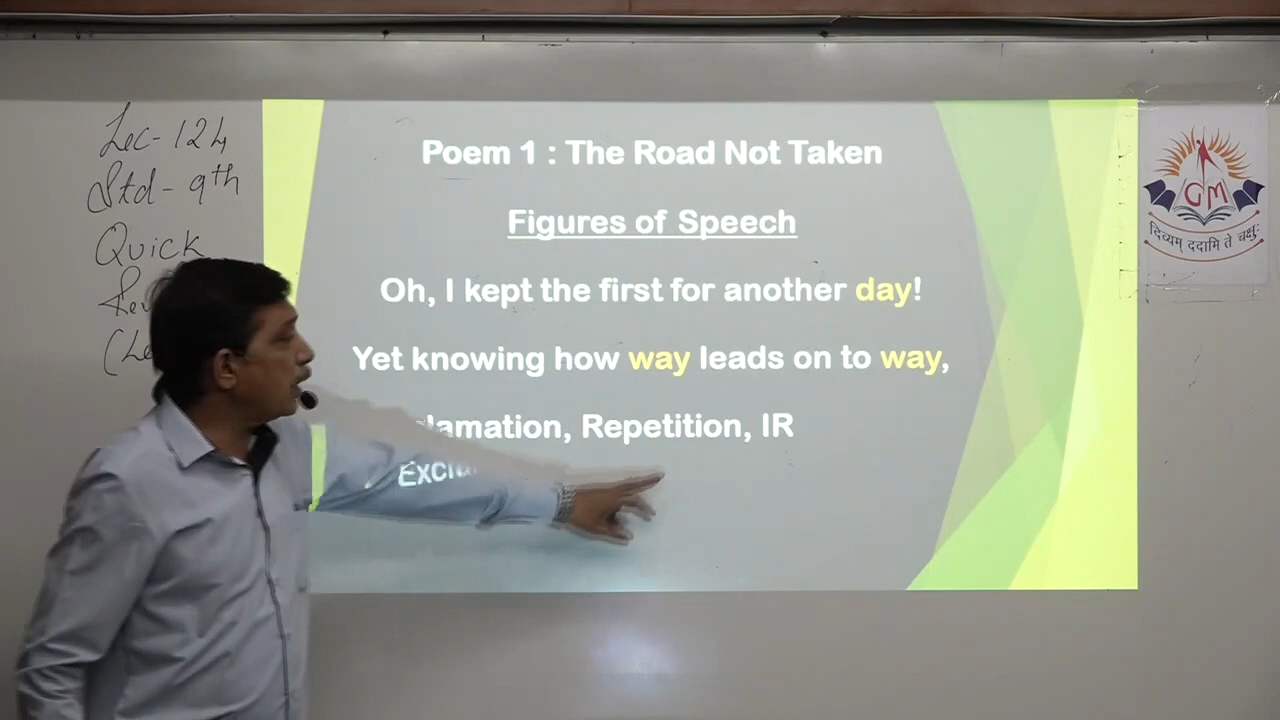 Lec-124
Std-9th
Quick
Poem 1 : The Road Not Taken
Figures of Speech
Oh, I kept the first for another day!
Yet knowing how way leads on to way,
Repetition, IR
GM
दिव्यम् ददामि ते चक्षुः